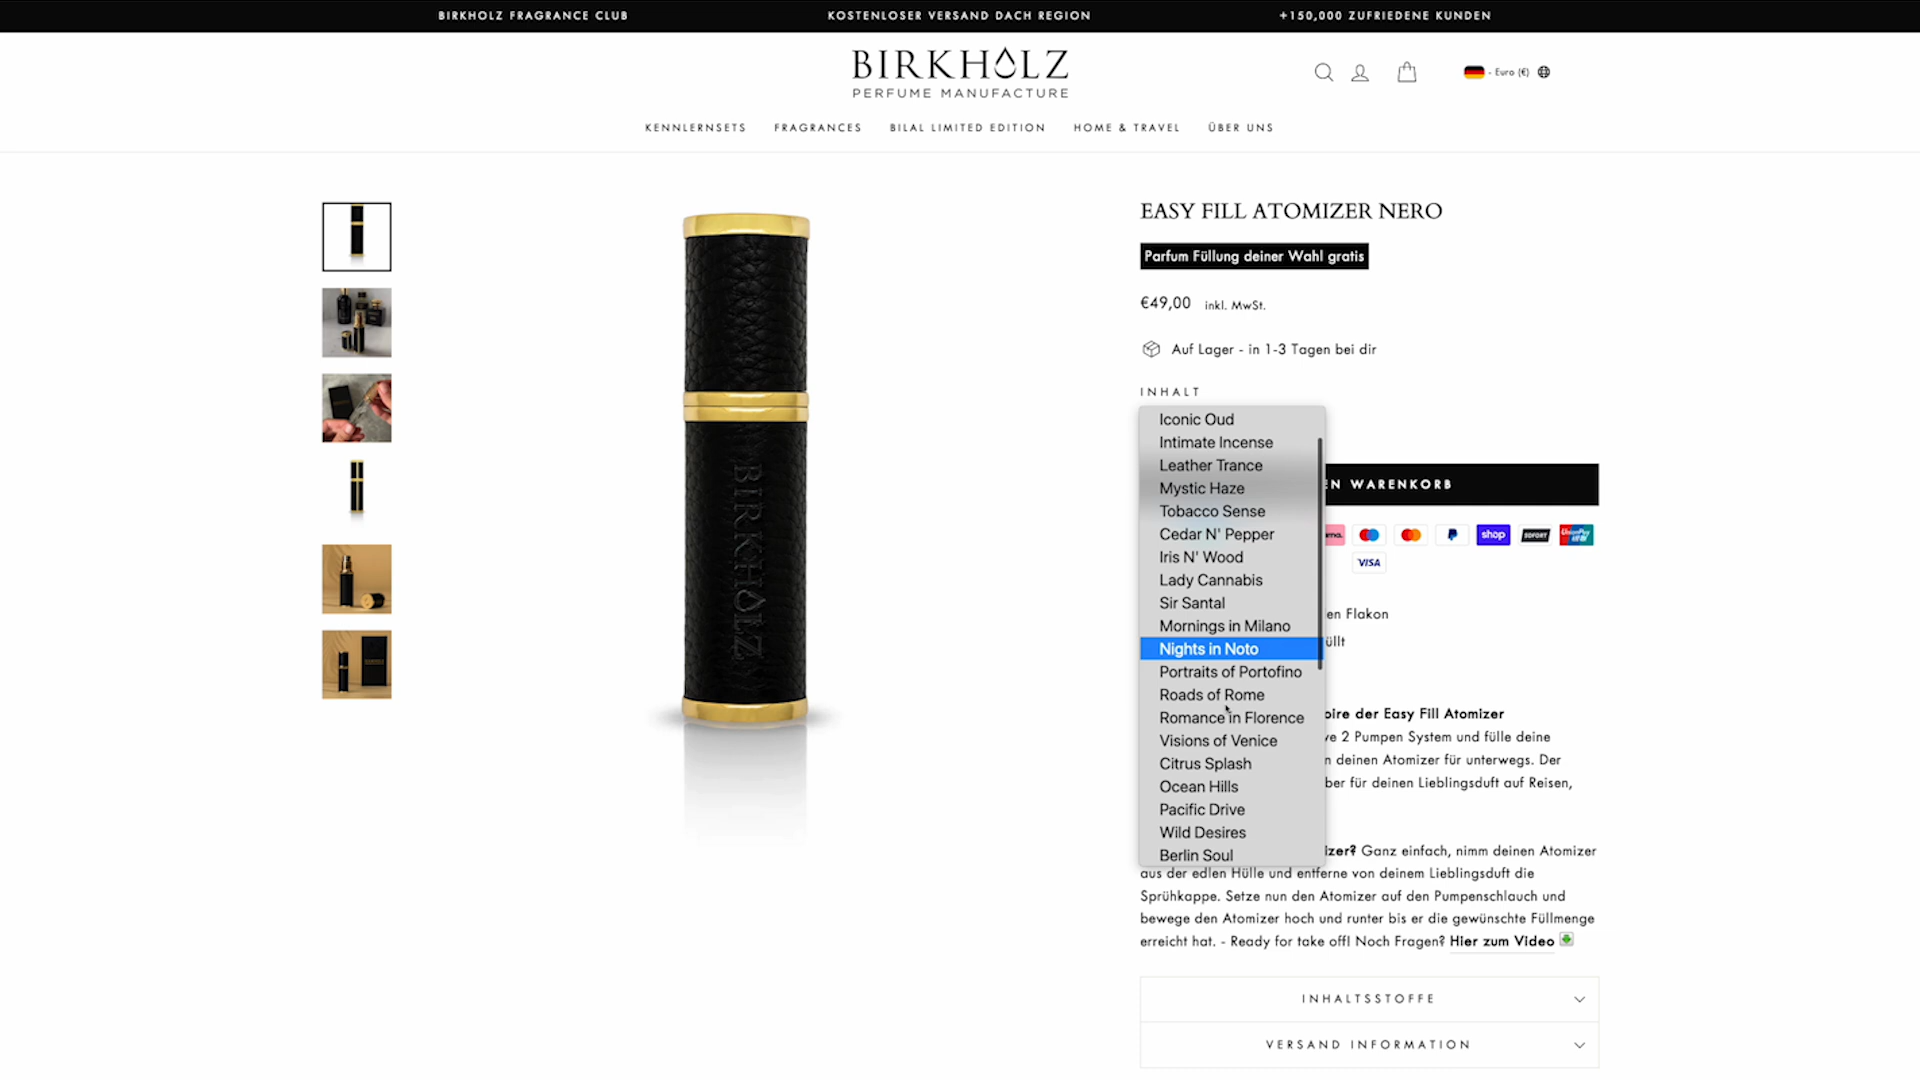 BIRKHOLZ FRAGRANCE CLUB
KOSTENLOSER VERSAND DACH REGION
+150,000 ZUFRIEDENE KUNDEN
BIRKHOLZ
PERFUME MANUFACTURE
- Euro (€)
KENNLERNSETS
FRAGRANCES
BILAL LIMITED EDITION
HOME & TRAVEL
ÜBER UNS
BIRKHOLZ
EASY FILL ATOMIZER NERO
Parfum Füllung deiner Wahl gratis
€49,00 inkl. MwSt.
Auf Lager - in 1-3 Tagen bei dir
INHALT
Iconic Oud
Intimate Incense
Leather Trance
Mystic Haze
Tobacco Sense
Cedar N' Pepper
Iris N' Wood
Lady Cannabis
Sir Santal
Mornings in Milano
Nights in Noto
Portraits of Portofino
Roads of Rome
Romance in Florence
Visions of Venice
Citrus Splash
Ocean Hills
Pacific Drive
Wild Desires
Berlin Soul
EN WARENKORB
rna.
shop
SOFORT
UnionPay
VISA
en Flakon
üllt
oire der Easy Fill Atomizer
ve 2 Pumpen System und fülle deine
n deinen Atomizer für unterwegs. Der
ber für deinen Lieblingsduft auf Reisen,
izer? Ganz einfach, nimm deinen Atomizer
aus der edlen Hülle und entferne von deinem Lieblingsduft die
Sprühkappe. Setze nun den Atomizer auf den Pumpenschlauch und
bewege den Atomizer hoch und runter bis er die gewünschte Füllmenge
erreicht hat. - Ready for take off! Noch Fragen? Hier zum Video
INHALTSSTOFFE
VERSAND INFORMATION